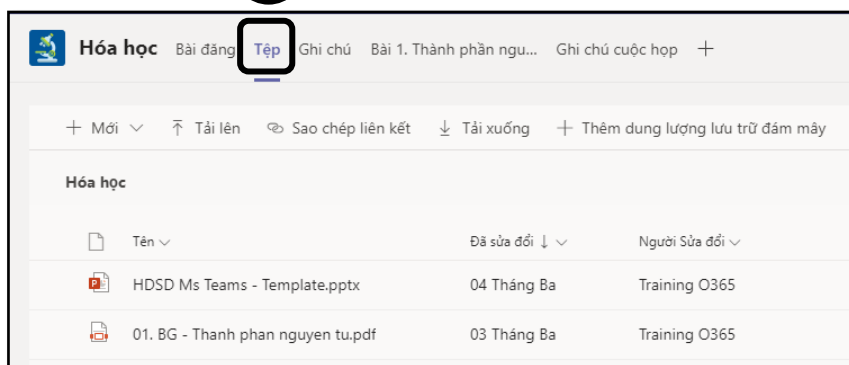 Hóa học Bài đăng Tệp Ghi chú Bài 1. Thành phần ngu... Ghi chú cuộc họp
Mới Tải lên Sao chép liên kết Tải xuống Thêm dung lượng lưu trữ đám mây
Hóa học
Tên Đã sửa đổi ↓ Người Sửa đổi
HDSD Ms Teams - Template.pptx 04 Tháng Ba Training O365
01. BG - Thanh phan nguyen tu.pdf 03 Tháng Ba Training O365